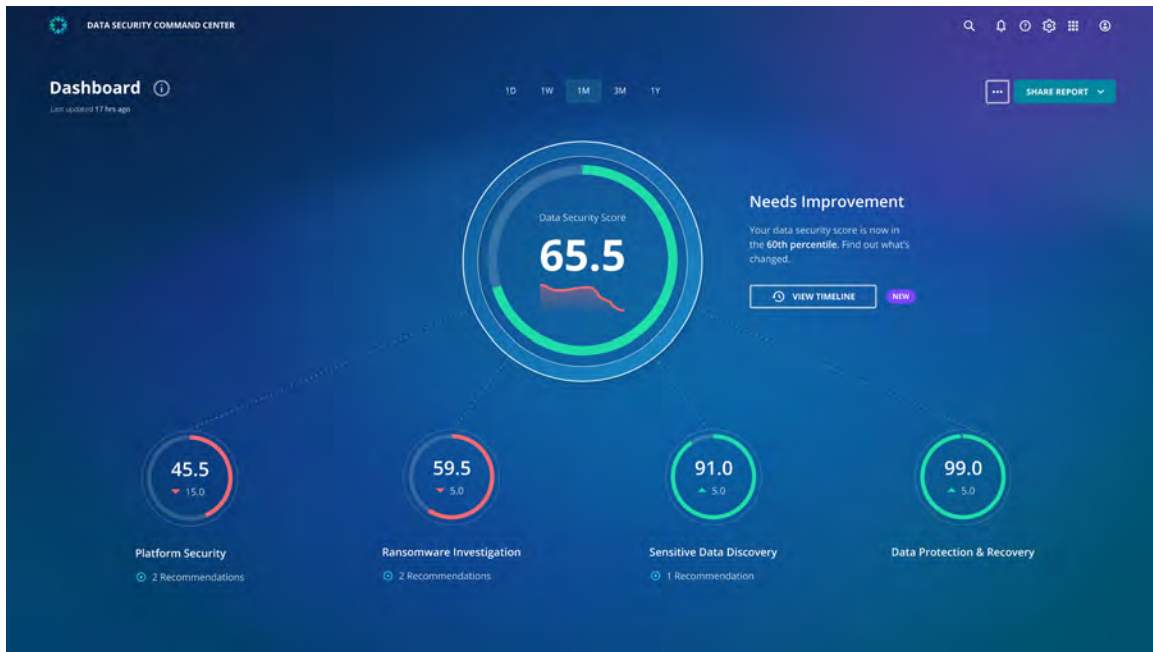 DATA SECURITY COMMAND CENTER
Dashboard
Last updated 17 hrs ago
1D 1W 1M 3M 1Y
SHARE REPORT
Data Security Score
65.5
Needs Improvement
Your data security score is now in
the 60th percentile. Find out what's
changed.
VIEW TIMELINE NEW
45.5
15.0
Platform Security
2 Recommendations
59.5
5.0
Ransomware Investigation
2 Recommendations
91.0
5.0
Sensitive Data Discovery
1 Recommendation
99.0
5.0
Data Protection & Recovery